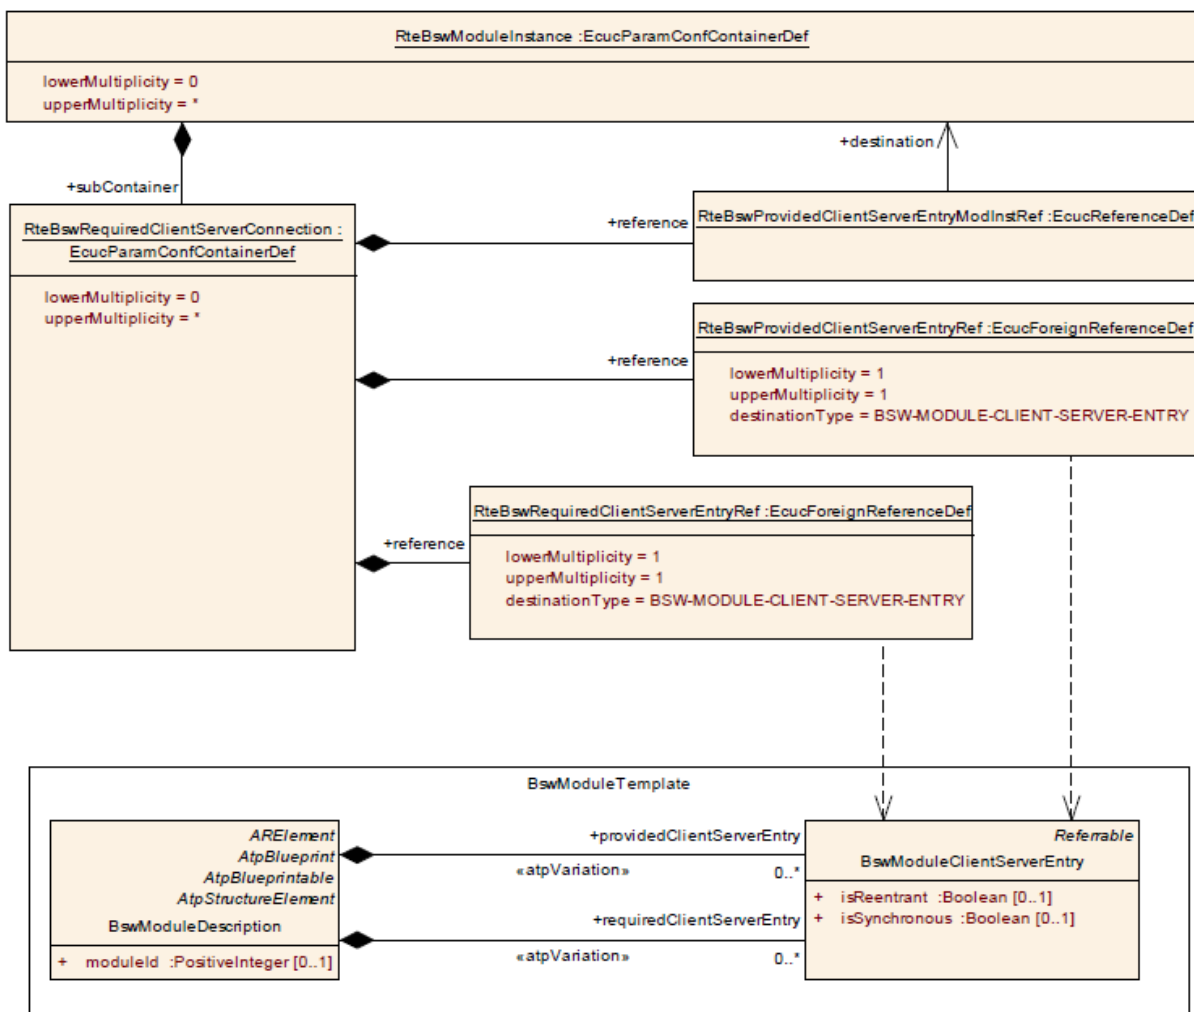 RteBswModuleInstance :EcucParamConfContainerDef
lowerMultiplicity = 0
upperMultiplicity = *
+destination
+subContainer
RteBswRequiredClientServerConnection :
EcucParamConfContainerDef
lowerMultiplicity = 0
upperMultiplicity = *
+reference
RteBswProvidedClientServerEntryModInstRef :EcucReferenceDef
+reference
RteBswProvidedClientServerEntryRef :EcucForeignReferenceDef
lowerMultiplicity = 1
upperMultiplicity = 1
destinationType = BSW-MODULE-CLIENT-SERVER-ENTRY
+reference
RteBswRequiredClientServerEntryRef :EcucForeignReferenceDef
lowerMultiplicity = 1
upperMultiplicity = 1
destinationType = BSW-MODULE-CLIENT-SERVER-ENTRY
BswModuleTemplate
ARElement
AtpBlueprint
AtpBlueprintable
AtpStructureElement
BswModuleDescription
+ moduleId :PositiveInteger [0..1]
+providedClientServerEntry
«atpVariation» 0..*
+requiredClientServerEntry
«atpVariation» 0..*
Referrable
BswModuleClientServerEntry
+ isReentrant :Boolean [0..1]
+ isSynchronous :Boolean [0..1]